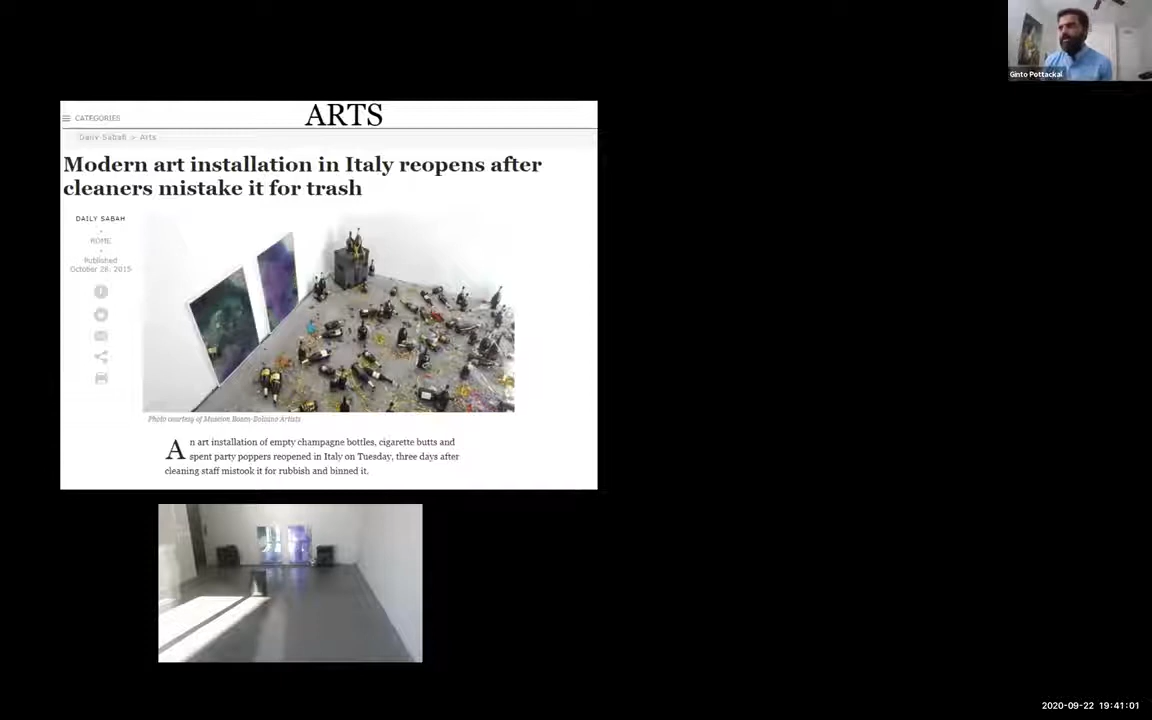 Ginto Pottackal
ARTS
CATEGORIES
Daily Sabah > Arts
Modern art installation in Italy reopens after
cleaners mistake it for trash
DAILY SABAH
ROME
Published
October 28, 2015
Photo courtesy of Museion Bozen-Bolzano Artists
An art installation of empty champagne bottles, cigarette butts and
spent party poppers reopened in Italy on Tuesday, three days after
cleaning staff mistook it for rubbish and binned it.
2020-09-22 19:41:01